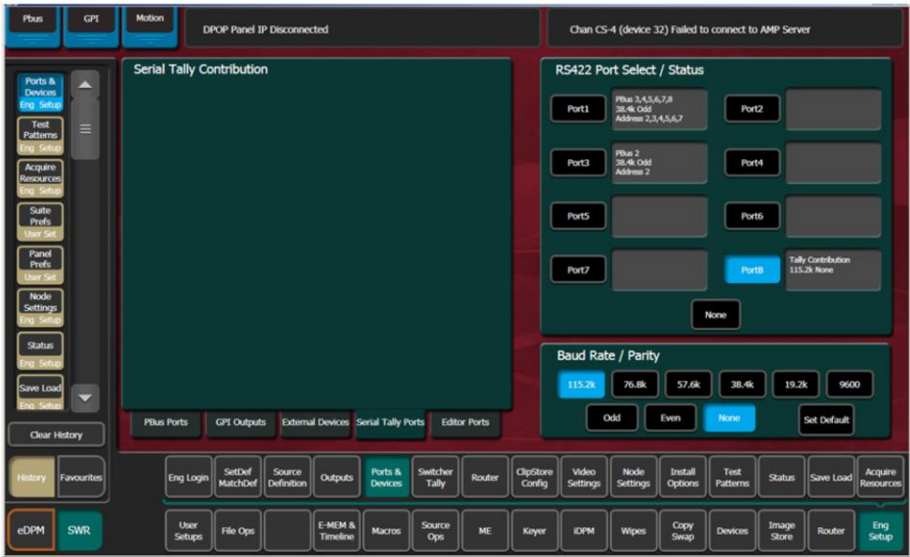 Pbus
GPI
Motion
DPOP Panel IP Disconnected
Chan CS-4 (device 32) Failed to connect to AMP Server
Ports &
Devices
Eng Setup
Test
Patterns
Eng Setup
Acquire
Resources
Eng Setup
Suite
Prefs
User Set
Panel
Prefs
User Set
Node
Settings
Eng Setup
Status
Eng Setup
Save Load
Eng Setup
Clear History
History
Favourites
eDPM
SWR
Serial Tally Contribution
PBus Ports
GPI Outputs
External Devices
Serial Tally Ports
Editor Ports
RS422 Port Select / Status
Port1
PBus 3,4,5,6,7,8
38.4k Odd
Address 2,3,4,5,6,7
Port2
Port3
PBus 2
38.4k Odd
Address 2
Port4
Port5
Port6
Port7
Port8
Tally Contribution
115.2k None
None
Baud Rate / Parity
115.2k
76.8k
57.6k
38.4k
19.2k
9600
Odd
Even
None
Set Default
Eng Login
SetDef
MatchDef
Source
Definition
Outputs
Ports &
Devices
Switcher
Tally
Router
ClipStore
Config
Video
Settings
Node
Settings
Install
Options
Test
Patterns
Status
Save Load
Acquire
Resources
User
Setups
File Ops
E-MEM &
Timeline
Macros
Source
Ops
ME
Keyer
iDPM
Wipes
Copy
Swap
Devices
Image
Store
Router
Eng
Setup